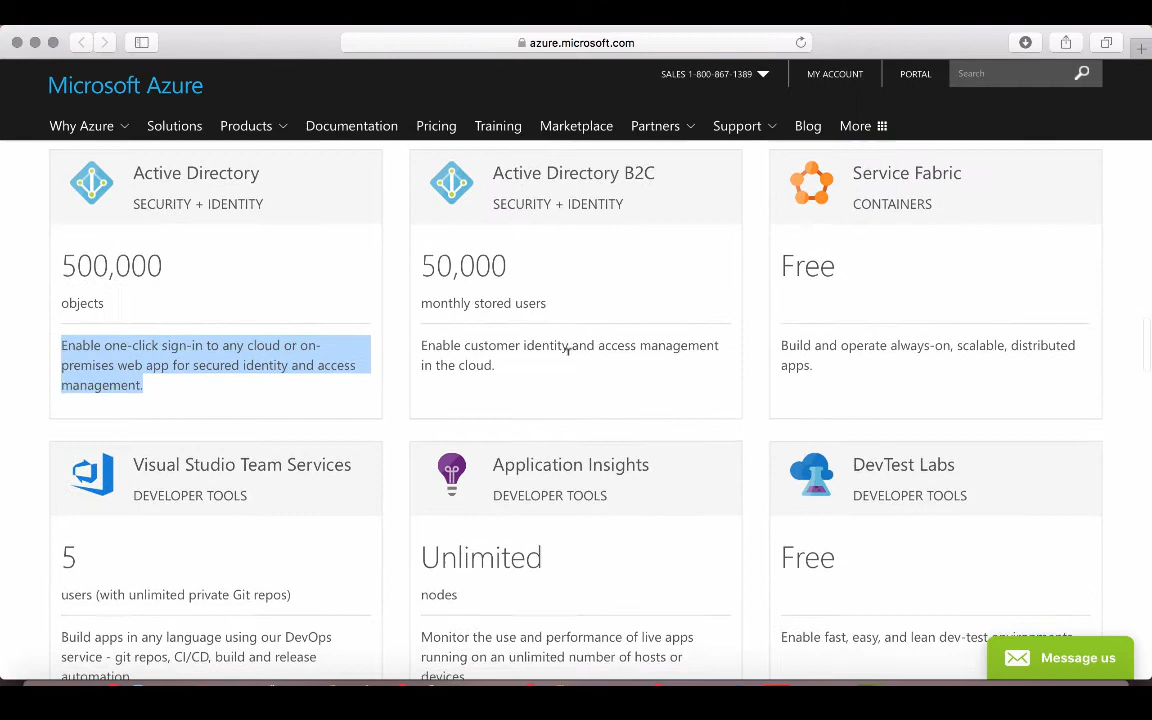 azure.microsoft.com
Microsoft Azure
SALES 1-800-867-1389
MY ACCOUNT
PORTAL
Search
Why Azure
Solutions
Products
Documentation
Pricing
Training
Marketplace
Partners
Support
Blog
More
Active Directory
SECURITY + IDENTITY
500,000
objects
Enable one-click sign-in to any cloud or on-
premises web app for secured identity and access
management.
Active Directory B2C
SECURITY + IDENTITY
50,000
monthly stored users
Enable customer identity and access management
in the cloud.
Service Fabric
CONTAINERS
Free
Build and operate always-on, scalable, distributed
apps.
Visual Studio Team Services
DEVELOPER TOOLS
5
users (with unlimited private Git repos)
Build apps in any language using our DevOps
service - git repos, CI/CD, build and release
automation.
Application Insights
DEVELOPER TOOLS
Unlimited
nodes
Monitor the use and performance of live apps
running on an unlimited number of hosts or
devices.
DevTest Labs
DEVELOPER TOOLS
Free
Enable fast, easy, and lean dev-test environments.
Message us